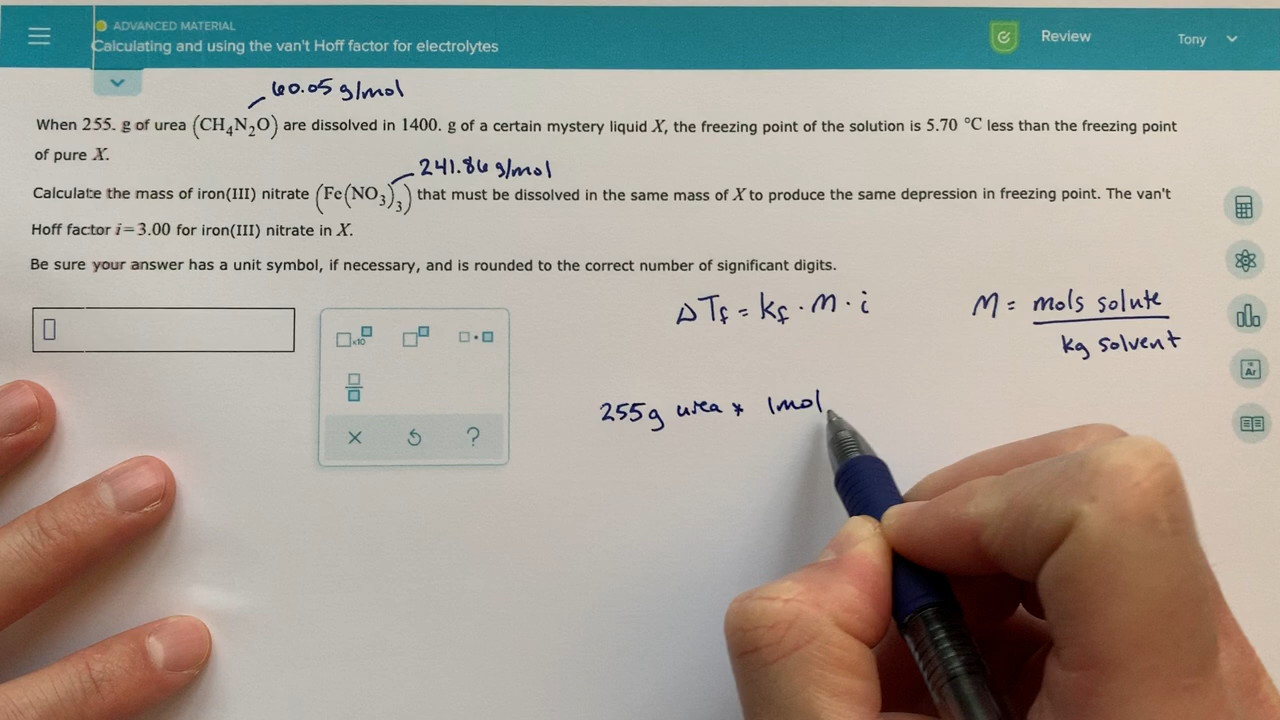 ADVANCED MATERIAL
Calculating and using the van't Hoff factor for electrolytes
Review
Tony
60.05 g/mol
When 255. g of urea (CH₄N₂O) are dissolved in 1400. g of a certain mystery liquid X, the freezing point of the solution is 5.70 °C less than the freezing point
of pure X.
241.86 g/mol
Calculate the mass of iron(III) nitrate (Fe(NO₃)₃) that must be dissolved in the same mass of X to produce the same depression in freezing point. The van't
Hoff factor i=3.00 for iron(III) nitrate in X.
Be sure your answer has a unit symbol, if necessary, and is rounded to the correct number of significant digits.
ΔTf = kf · m · i
m = mols solute
kg solvent
□x10□
□·□
× ?
Ar
255g urea * 1mol